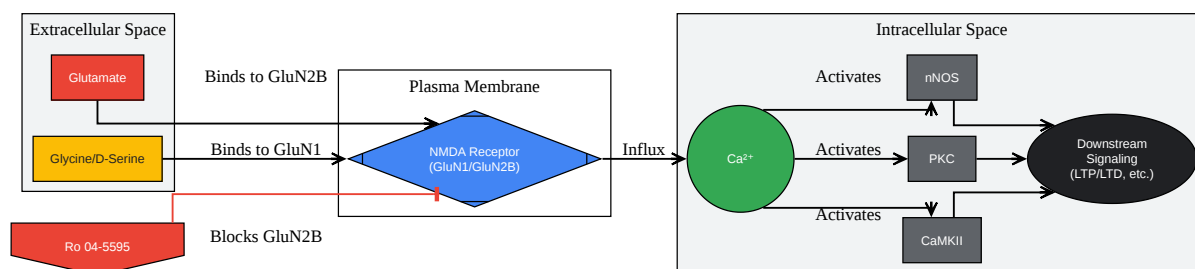 Extracellular Space
Glutamate
Binds to GluN2B
Glycine/D-Serine
Binds to GluN1
Ro 04-5595
Blocks GluN2B
Plasma Membrane
NMDA Receptor
(GluN1/GluN2B)
Influx
Intracellular Space
Ca²⁺
Activates
nNOS
Activates
PKC
Activates
CaMKII
Downstream
Signaling
(LTP/LTD, etc.)